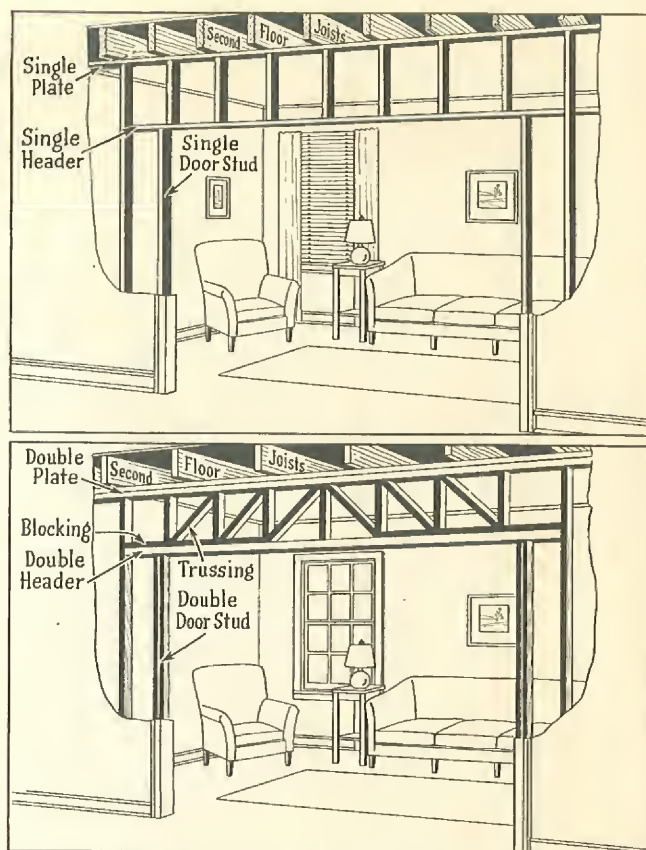 Second Floor Joists
Single
Plate
Single
Header
Single
Door Stud
Double
Plate
Second Floor Joists
Blocking
Double
Header
Trussing
Double
Door Stud